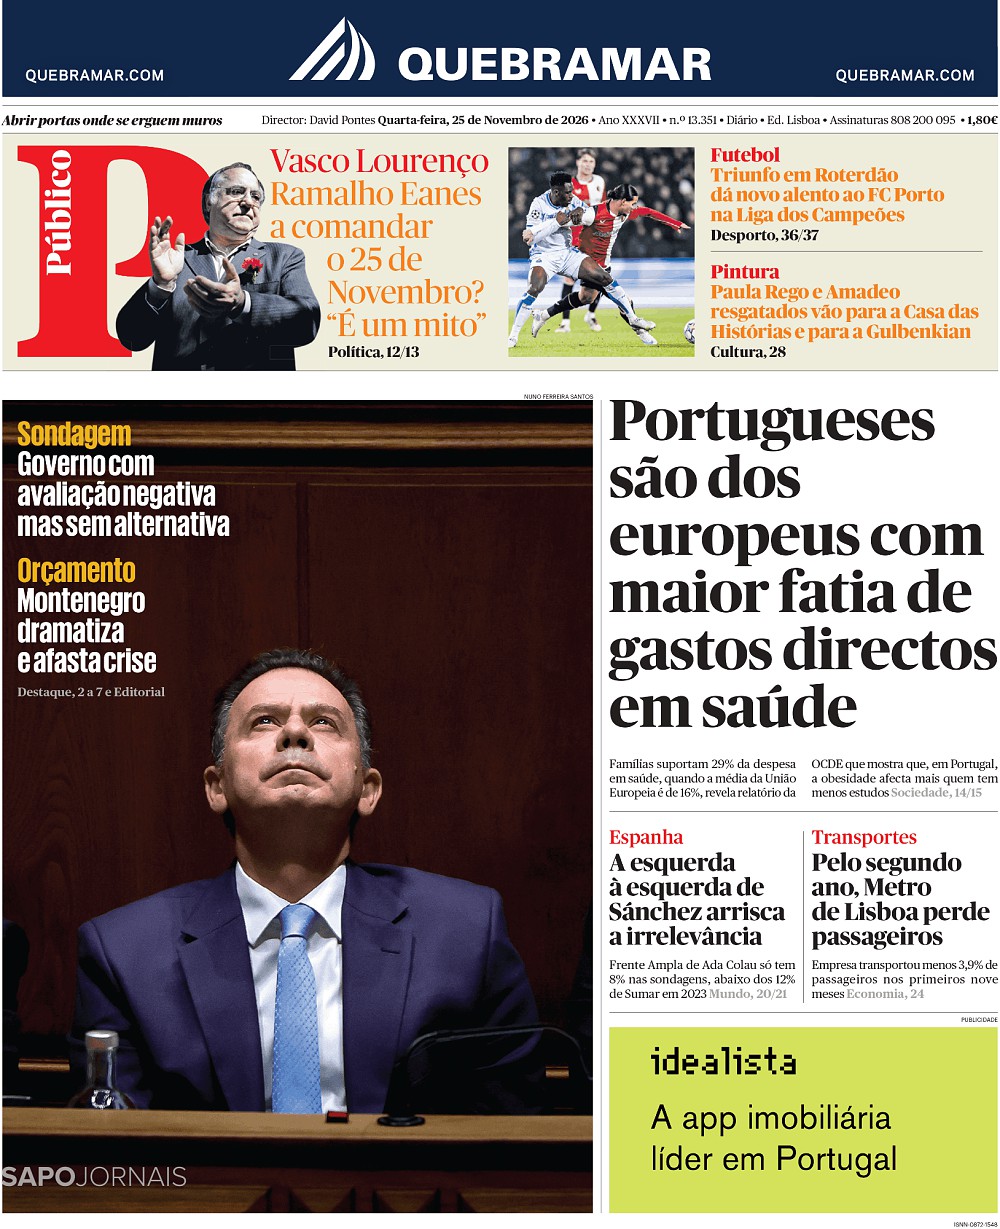 QUEBRAMAR.COM
QUEBRAMAR
QUEBRAMAR.COM
Abrir portas onde se erguem muros
Director: David Pontes Quarta-feira, 25 de Novembro de 2026 • Ano XXXVII • n.º 13.351 • Diário • Ed. Lisboa • Assinaturas 808 200 095 • 1,80€
Público
P
Vasco Lourenço
Ramalho Eanes
a comandar
o 25 de
Novembro?
“É um mito”
Política, 12/13
Futebol
Triunfo em Roterdão
dá novo alento ao FC Porto
na Liga dos Campeões
Desporto, 36/37
Pintura
Paula Rego e Amadeo
resgatados vão para a Casa das
Histórias e para a Gulbenkian
Cultura, 28
NUNO FERREIRA SANTOS
Sondagem
Governo com
avaliação negativa
mas sem alternativa
Orçamento
Montenegro
dramatiza
e afasta crise
Destaque, 2 a 7 e Editorial
SAPOJORNAIS
Portugueses
são dos
europeus com
maior fatia de
gastos directos
em saúde
Famílias suportam 29% da despesa
em saúde, quando a média da União
Europeia é de 16%, revela relatório da
OCDE que mostra que, em Portugal,
a obesidade afecta mais quem tem
menos estudos Sociedade, 14/15
Espanha
A esquerda
à esquerda de
Sánchez arrisca
a irrelevância
Frente Ampla de Ada Colau só tem
8% nas sondagens, abaixo dos 12%
de Sumar em 2023 Mundo, 20/21
Transportes
Pelo segundo
ano, Metro
de Lisboa perde
passageiros
Empresa transportou menos 3,9% de
passageiros nos primeiros nove
meses Economia, 24
PUBLICIDADE
idealista
A app imobiliária
líder em Portugal
ISNN-0872-1548